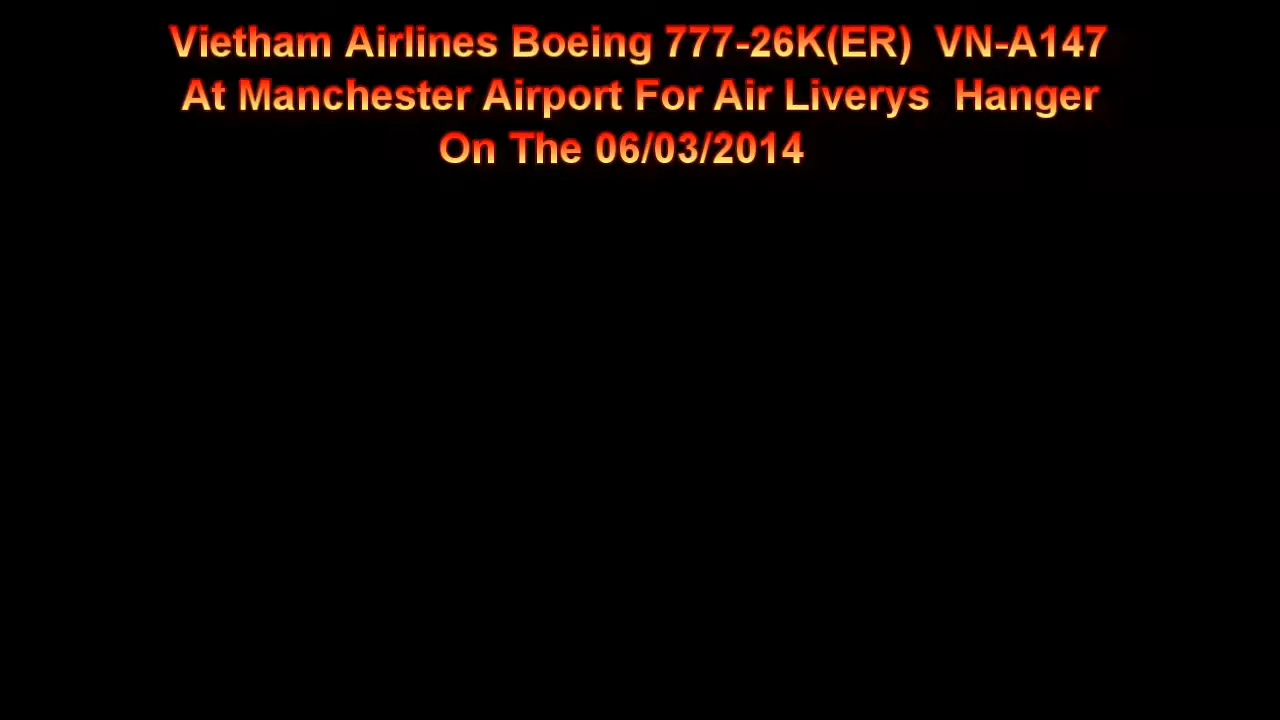 Vietham Airlines Boeing 777-26K(ER) VN-A147
At Manchester Airport For Air Liverys Hanger
On The 06/03/2014